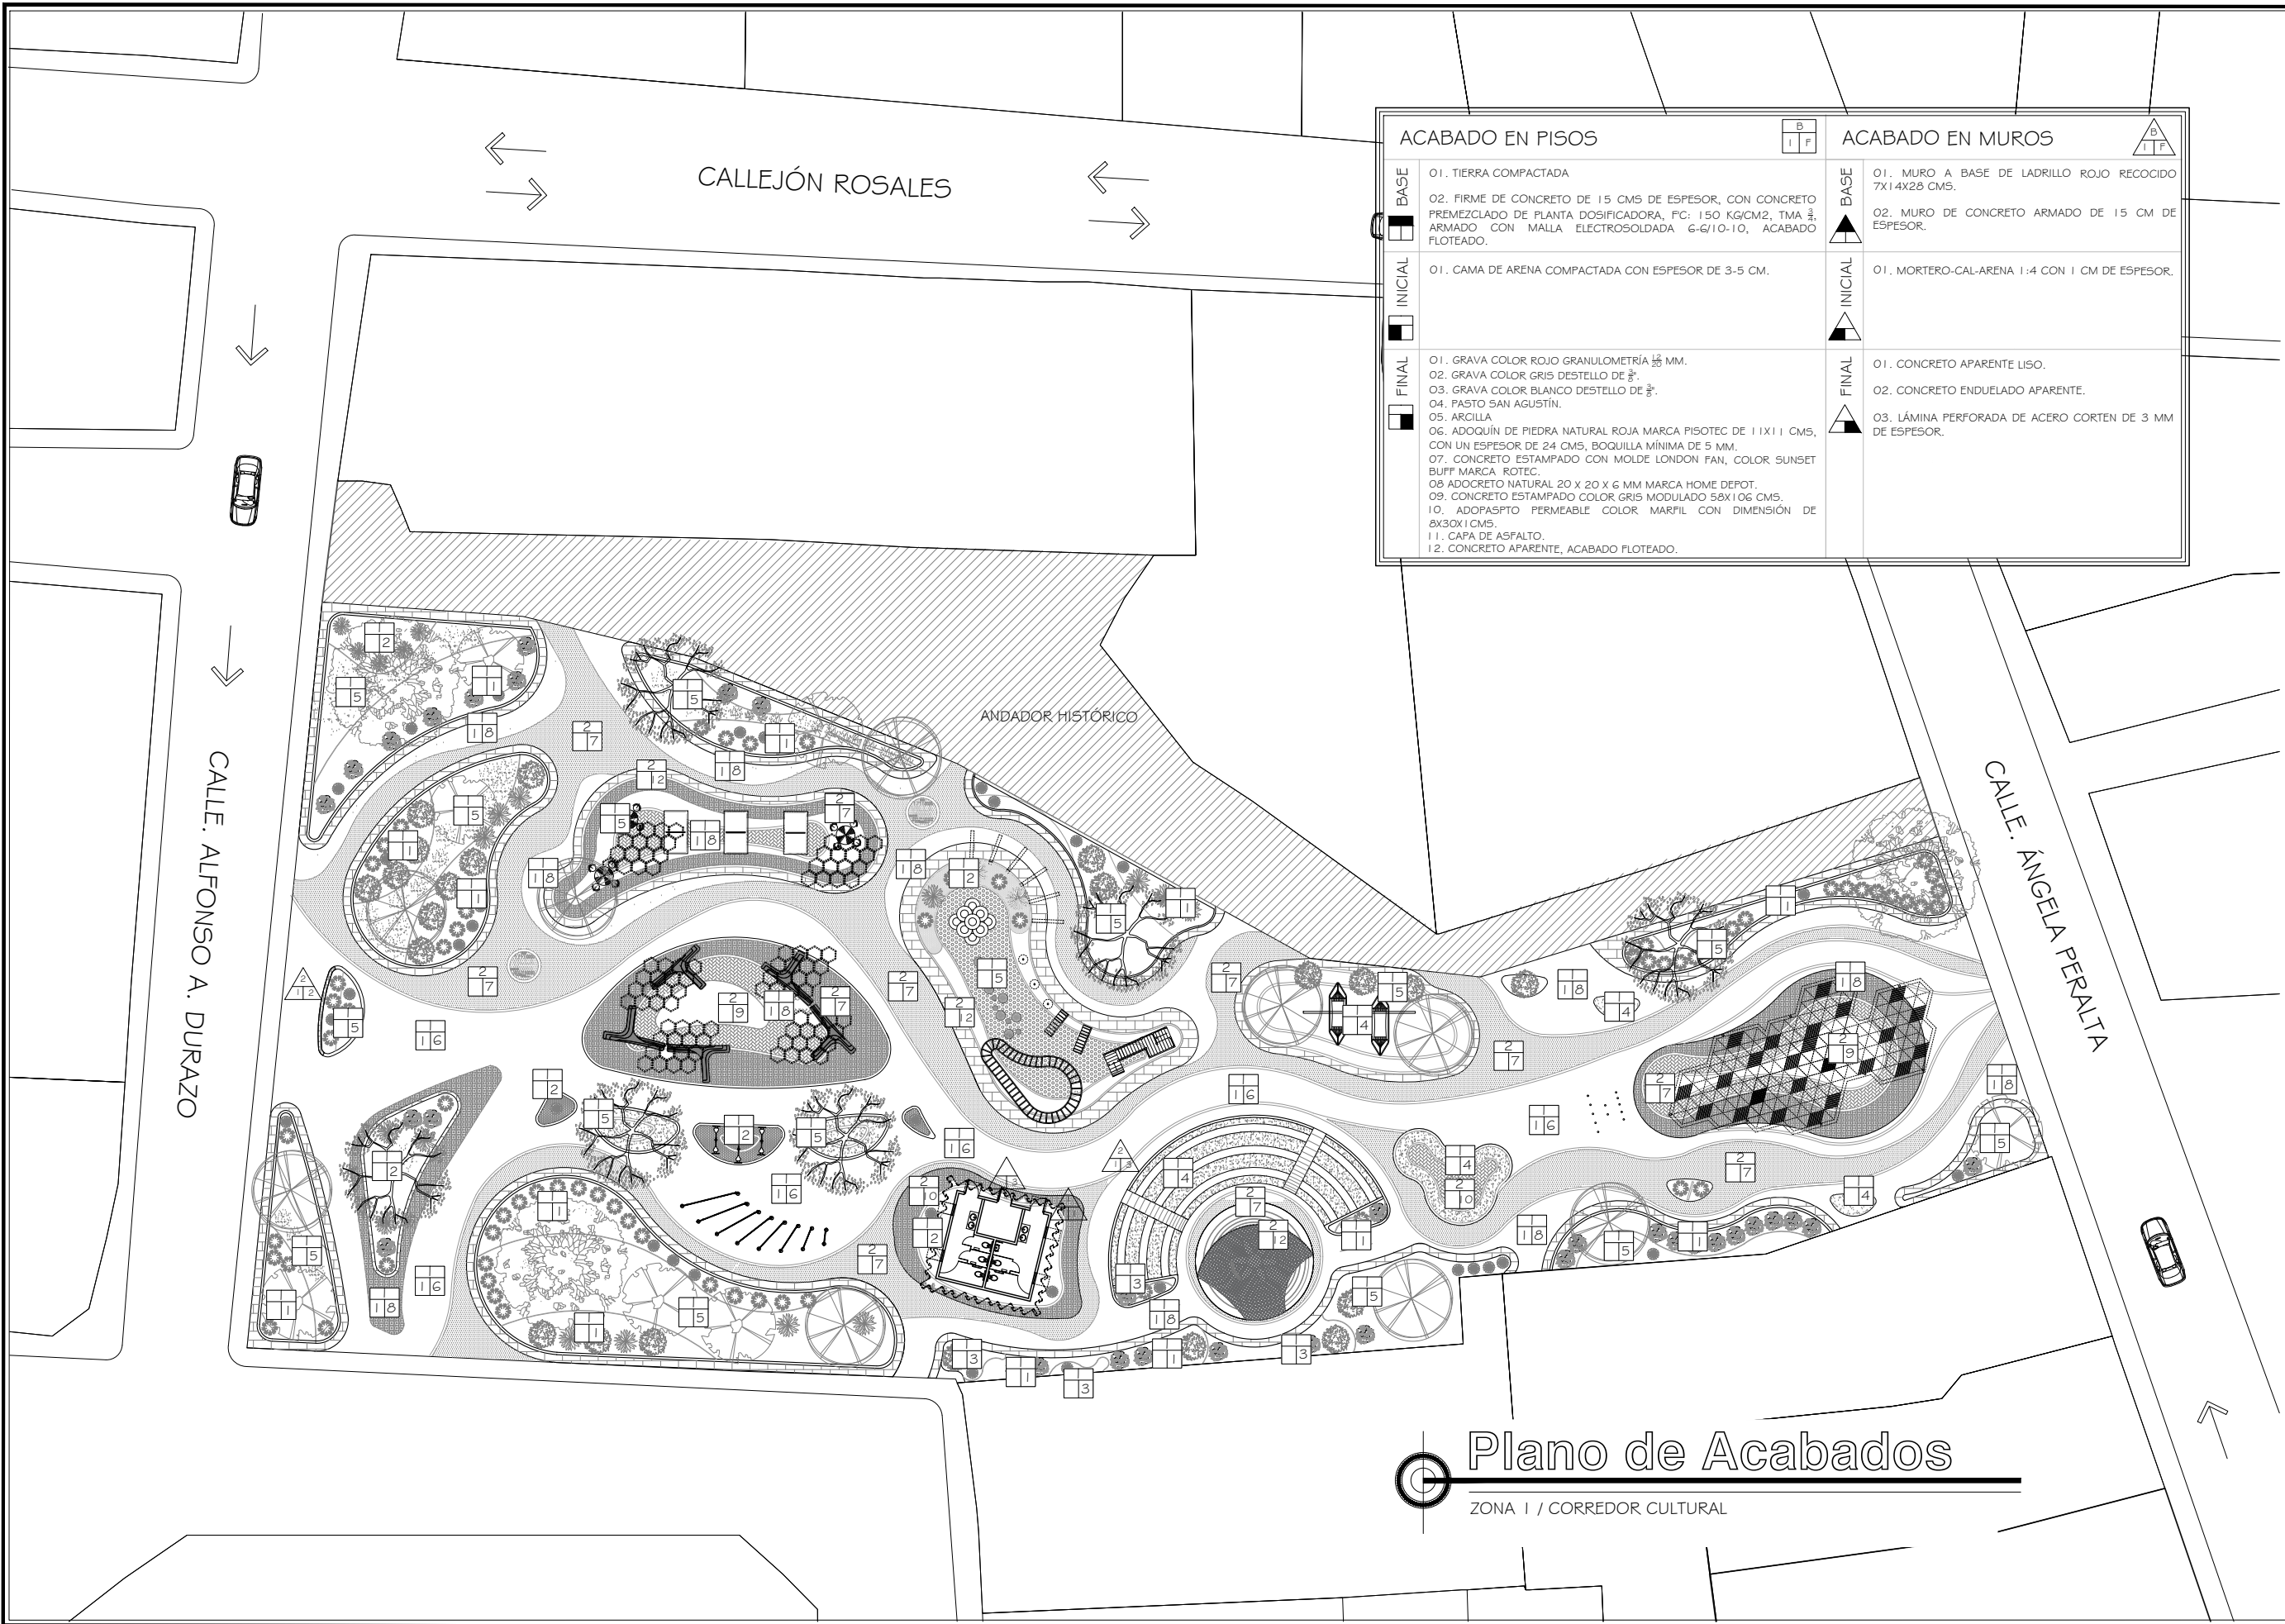 CALLEJÓN ROSALES
ACABADO EN PISOS
B
I F
ACABADO EN MUROS
B
I F
BASE
01. TIERRA COMPACTADA
02. FIRME DE CONCRETO DE 15 CMS DE ESPESOR, CON CONCRETO
PREMEZCLADO DE PLANTA DOSIFICADORA, F'C: 150 KG/CM2, TMA 3/4,
ARMADO CON MALLA ELECTROSOLDADA 6-6/10-10, ACABADO
FLOTEADO.
BASE
01. MURO A BASE DE LADRILLO ROJO RECOCIDO
7X14X28 CMS.
02. MURO DE CONCRETO ARMADO DE 15 CM DE
ESPESOR.
INICIAL
01. CAMA DE ARENA COMPACTADA CON ESPESOR DE 3-5 CM.
INICIAL
01. MORTERO-CAL-ARENA 1:4 CON 1 CM DE ESPESOR.
FINAL
01. GRAVA COLOR ROJO GRANULOMETRÍA 12/20 MM.
02. GRAVA COLOR GRIS DESTELLO DE 3/8".
03. GRAVA COLOR BLANCO DESTELLO DE 3/8".
04. PASTO SAN AGUSTÍN.
05. ARCILLA
06. ADOQUÍN DE PIEDRA NATURAL ROJA MARCA PISOTEC DE 11X11 CMS,
CON UN ESPESOR DE 24 CMS, BOQUILLA MÍNIMA DE 5 MM.
07. CONCRETO ESTAMPADO CON MOLDE LONDON FAN, COLOR SUNSET
BUFF MARCA ROTEC.
08 ADOCRETO NATURAL 20 X 20 X 6 MM MARCA HOME DEPOT.
09. CONCRETO ESTAMPADO COLOR GRIS MODULADO 58X106 CMS.
10. ADOPASPTO PERMEABLE COLOR MARFIL CON DIMENSIÓN DE
8X30X1CMS.
11. CAPA DE ASFALTO.
12. CONCRETO APARENTE, ACABADO FLOTEADO.
FINAL
01. CONCRETO APARENTE LISO.
02. CONCRETO ENDUELADO APARENTE.
03. LÁMINA PERFORADA DE ACERO CORTEN DE 3 MM
DE ESPESOR.
ANDADOR HISTÓRICO
CALLE. ALFONSO A. DURAZO
CALLE. ÁNGELA PERALTA
Plano de Acabados
ZONA 1 / CORREDOR CULTURAL